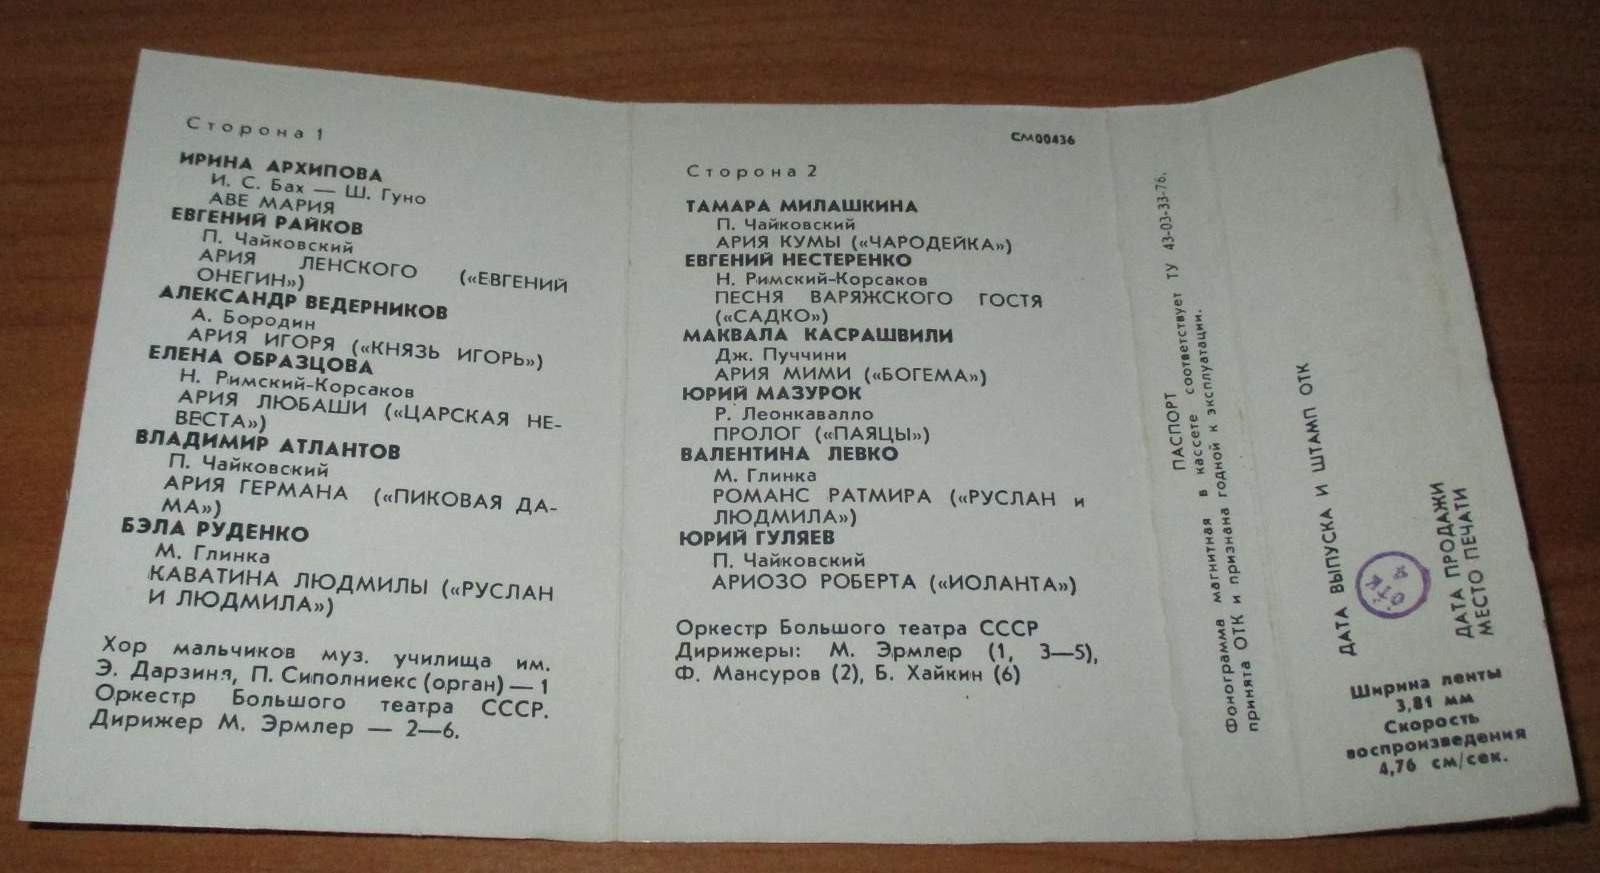 Сторона 1
ИРИНА АРХИПОВА
И. С. Бах — Ш. Гуно
АВЕ МАРИЯ
ЕВГЕНИЙ РАЙКОВ
П. Чайковский
АРИЯ ЛЕНСКОГО («ЕВГЕНИЙ
ОНЕГИН»)
АЛЕКСАНДР ВЕДЕРНИКОВ
А. Бородин
АРИЯ ИГОРЯ («КНЯЗЬ ИГОРЬ»)
ЕЛЕНА ОБРАЗЦОВА
Н. Римский-Корсаков
АРИЯ ЛЮБАШИ («ЦАРСКАЯ НЕ-
ВЕСТА»)
ВЛАДИМИР АТЛАНТОВ
П. Чайковский
АРИЯ ГЕРМАНА («ПИКОВАЯ ДА-
МА»)
БЭЛА РУДЕНКО
М. Глинка
КАВАТИНА ЛЮДМИЛЫ («РУСЛАН
И ЛЮДМИЛА»)
Хор мальчиков муз. училища им.
Э. Дарзиня, П. Сиполниекс (орган) — 1
Оркестр Большого театра СССР.
Дирижер М. Эрмлер — 2—6.
СМ00436
Сторона 2
ТАМАРА МИЛАШКИНА
П. Чайковский
АРИЯ КУМЫ («ЧАРОДЕЙКА»)
ЕВГЕНИЙ НЕСТЕРЕНКО
Н. Римский-Корсаков
ПЕСНЯ ВАРЯЖСКОГО ГОСТЯ
(«САДКО»)
МАКВАЛА КАСРАШВИЛИ
Дж. Пуччини
АРИЯ МИМИ («БОГЕМА»)
ЮРИЙ МАЗУРОК
Р. Леонкавалло
ПРОЛОГ («ПАЯЦЫ»)
ВАЛЕНТИНА ЛЕВКО
М. Глинка
РОМАНС РАТМИРА («РУСЛАН и
ЛЮДМИЛА»)
ЮРИЙ ГУЛЯЕВ
П. Чайковский
АРИОЗО РОБЕРТА («ИОЛАНТА»)
Оркестр Большого театра СССР
Дирижеры: М. Эрмлер (1, 3—5),
Ф. Мансуров (2), Б. Хайкин (6)
ПАСПОРТ
Фонограмма магнитная в кассете соответствует ТУ 43-03-33-76.
принята ОТК и признана годной к эксплуатации.
ДАТА ВЫПУСКА И ШТАМП ОТК
ОТК
ДАТА ПРОДАЖИ
МЕСТО ПЕЧАТИ
Ширина ленты
3,81 мм
Скорость
воспроизведения
4,76 см/сек.